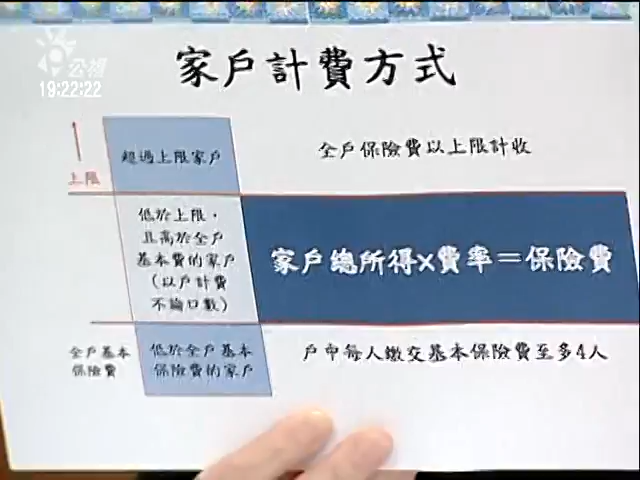 公視
19:22:22
家戶計費方式
超過上限家戶
全戶保險費以上限計收
上限
低於上限，
且高於全戶
基本費的家戶
(以戶計費
不論口數)
家戶總所得x費率=保險費
全戶基本
保險費
低於全戶基本
保險費的家戶
戶中每人繳交基本保險費至多4人